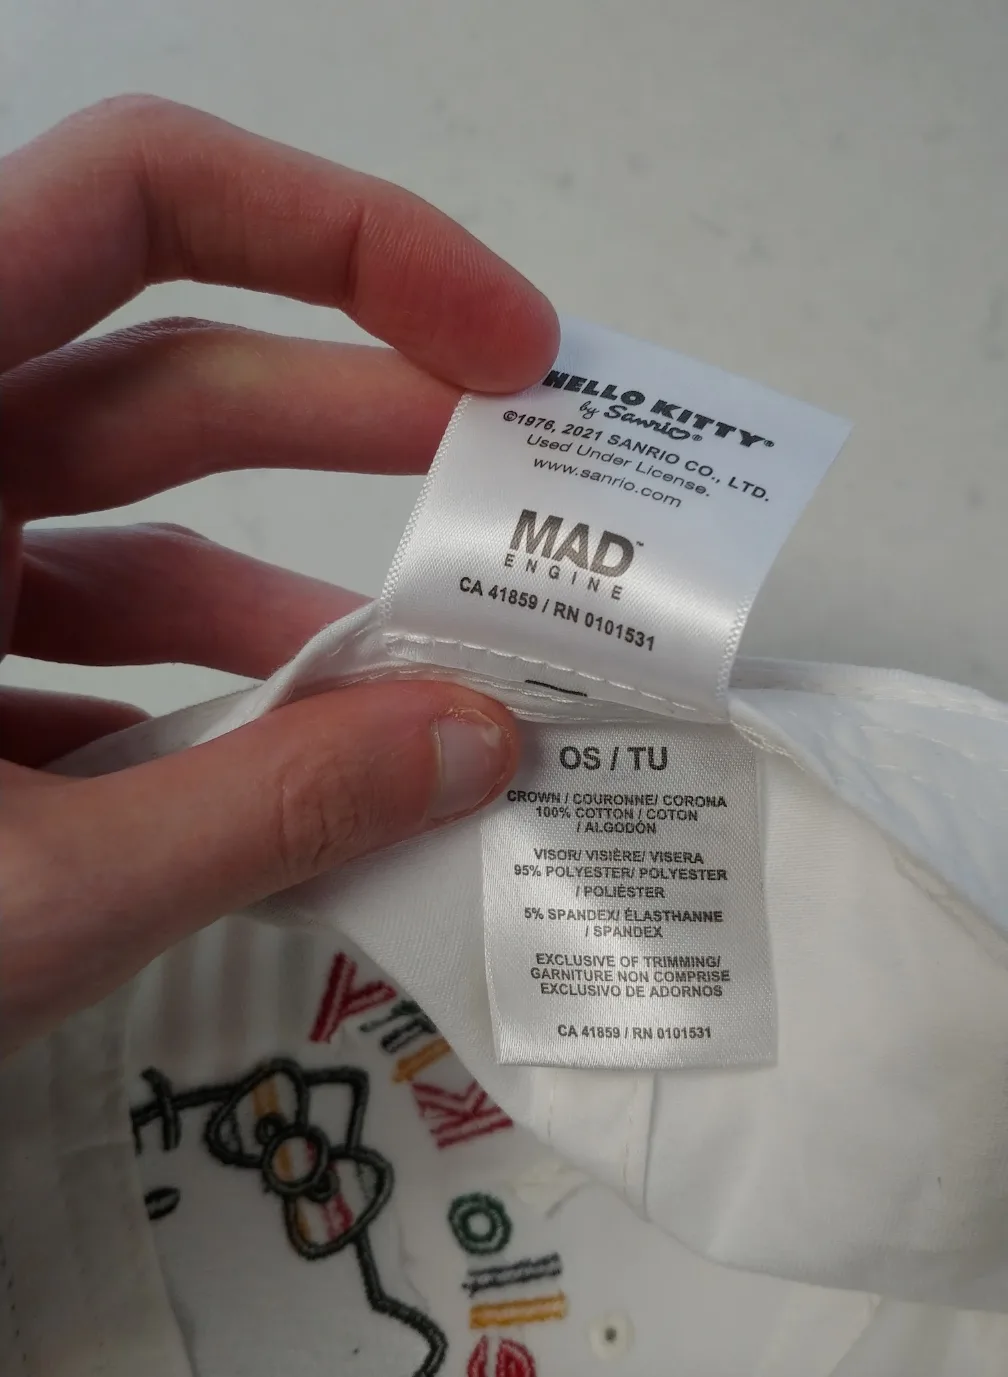 HELLO KITTY®
by Sanrio®
©1976, 2021 SANRIO CO., LTD.
Used Under License.
www.sanrio.com
MAD™
ENGINE
CA 41859 / RN 0101531
OS / TU
CROWN / COURONNE/ CORONA
100% COTTON / COTON
/ ALGODÓN
VISOR/ VISIÈRE/ VISERA
95% POLYESTER/ POLYESTER
/ POLIÉSTER
5% SPANDEX/ ÉLASTHANNE
/ SPANDEX
EXCLUSIVE OF TRIMMING/
GARNITURE NON COMPRISE
EXCLUSIVO DE ADORNOS
CA 41859 / RN 0101531